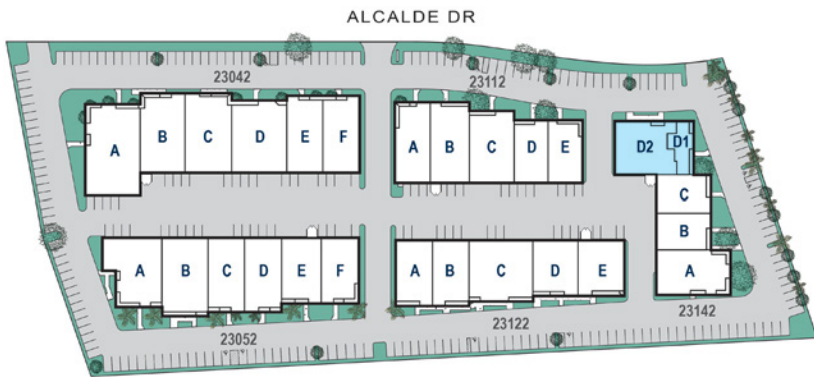 ALCALDE DR
23042
23112
A B C D E F
A B C D E
D2 D1
C
B
A
A B C D E F
A B C D E
23052
23122
23142